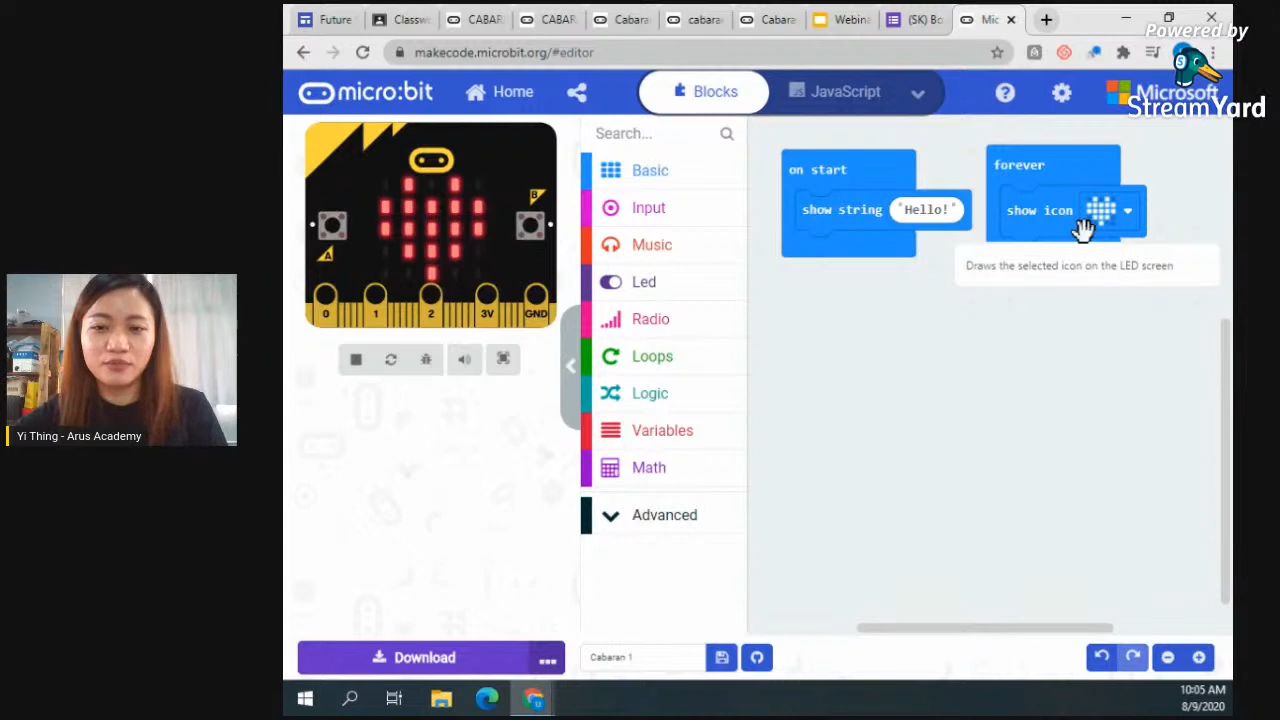 Future
Classw
CABAR
CABAR
Cabara
cabara
Cabara
Webina
(SK) Bo
Mic
Powered by
StreamYard
makecode.microbit.org/#editor
micro:bit
Home
Blocks
JavaScript
Microsoft
Search...
Basic
Input
Music
Led
Radio
Loops
Logic
Variables
Math
Advanced
on start
show string "Hello!"
forever
show icon
Draws the selected icon on the LED screen
A
B
0 1 2 3V GND
Yi Thing - Arus Academy
Download
Cabaran 1
10:05 AM
8/9/2020